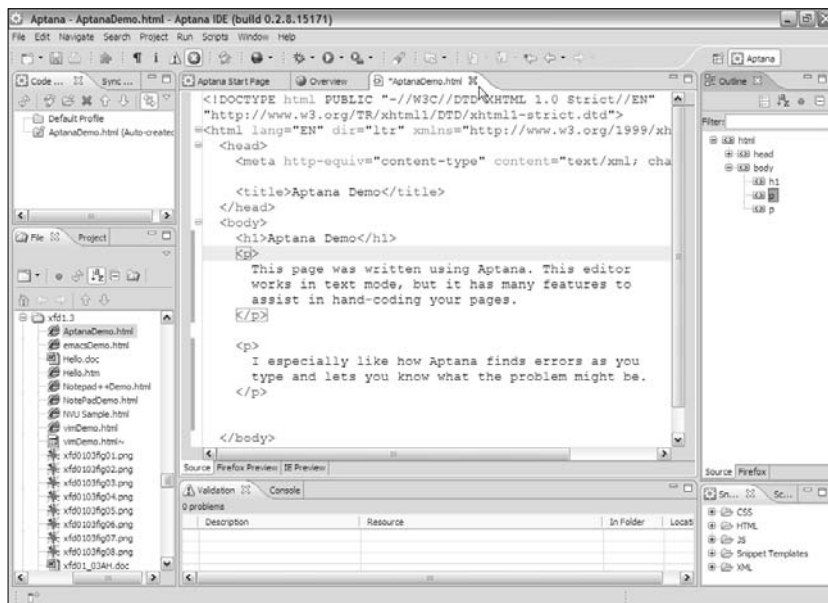 Aptana - AptanaDemo.html - Aptana IDE (build 0.2.8.15171)
File Edit Navigate Search Project Run Scripts Window Help
Aptana
Code ...
Sync ...
Default Profile
AptanaDemo.html (Auto-created
File
Project
xfd1.3
AptanaDemo.html
emacsDemo.html
Hello.doc
Hello.htm
Notepad++Demo.html
NotePadDemo.html
NVU Sample.html
vimDemo.html
vimDemo.html~
xfd0103fig01.png
xfd0103fig02.png
xfd0103fig03.png
xfd0103fig04.png
xfd0103fig05.png
xfd0103fig06.png
xfd0103fig07.png
xfd0103fig08.png
xfd01_03AH.doc
Aptana Start Page
Overview
*AptanaDemo.html
<!DOCTYPE html PUBLIC "-//W3C//DTD XHTML 1.0 Strict//EN"
"http://www.w3.org/TR/xhtml1/DTD/xhtml1-strict.dtd">
<html lang="EN" dir="ltr" xmlns="http://www.w3.org/1999/xh
<head>
<meta http-equiv="content-type" content="text/xml; cha
<title>Aptana Demo</title>
</head>
<body>
<h1>Aptana Demo</h1>
<p>
This page was written using Aptana. This editor
works in text mode, but it has many features to
assist in hand-coding your pages.
</p>
<p>
I especially like how Aptana finds errors as you
type and lets you know what the problem might be.
</p>
</body>
Source Firefox Preview IE Preview
Validation
Console
0 problems
Description Resource In Folder Locati
Outline
Filter:
html
head
body
h1
p
p
Source Firefox
Sn...
Sc...
CSS
HTML
JS
Snippet Templates
XML